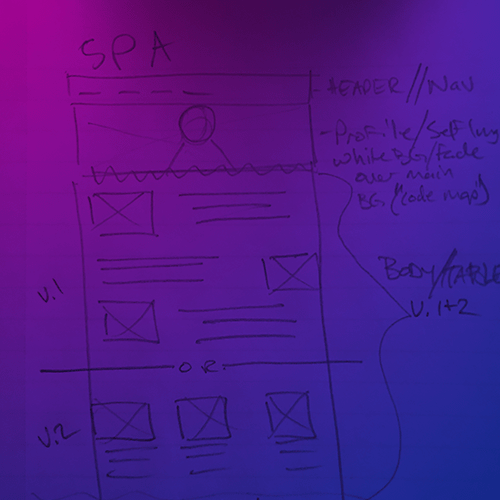 SPA
HEADER//Nav
-Profile/Self Img
White BG/fade
over main
BG ("code map")
Body/TABLE
V.1+2
V.1
O.R.
V.2